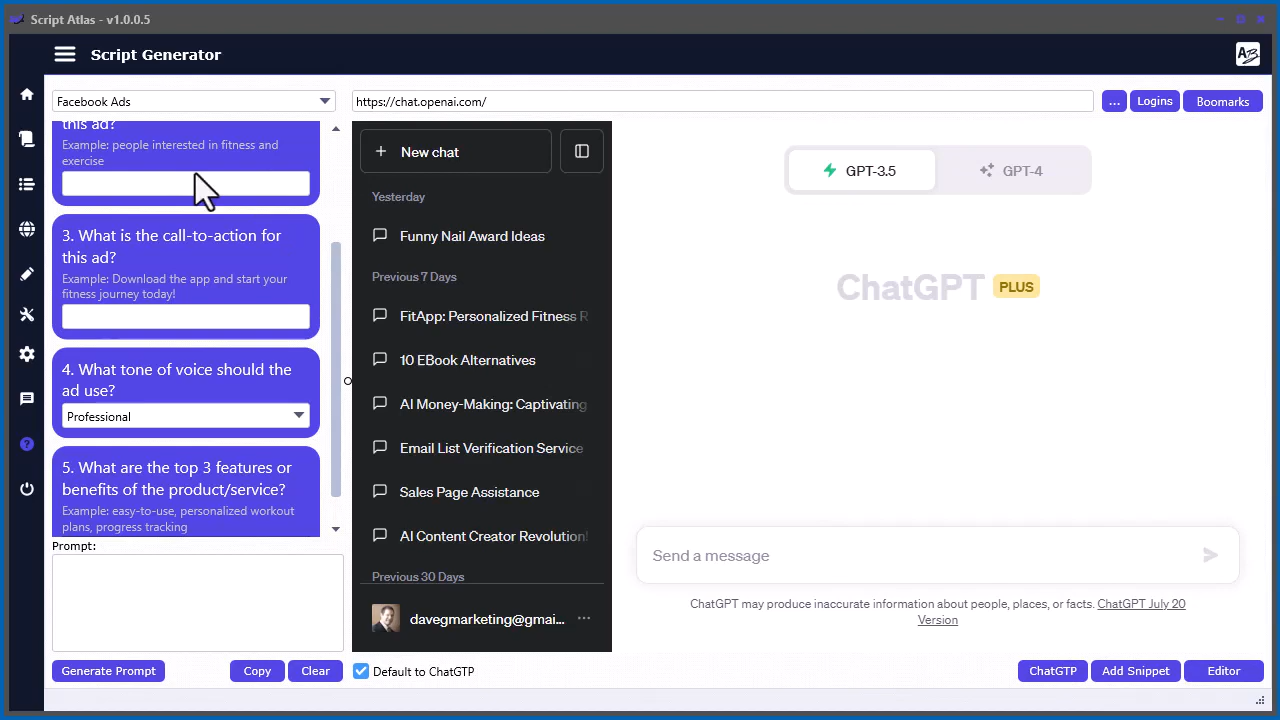 Script Atlas - v1.0.0.5
Script Generator
AB
Facebook Ads
https://chat.openai.com/
...
Logins
Boomarks
this ad?
Example: people interested in fitness and
exercise
3. What is the call-to-action for
this ad?
Example: Download the app and start your
fitness journey today!
4. What tone of voice should the
ad use?
Professional
5. What are the top 3 features or
benefits of the product/service?
Example: easy-to-use, personalized workout
plans, progress tracking
Prompt:
Generate Prompt
Copy
Clear
New chat
Yesterday
Funny Nail Award Ideas
Previous 7 Days
FitApp: Personalized Fitness R
10 EBook Alternatives
AI Money-Making: Captivating
Email List Verification Service
Sales Page Assistance
AI Content Creator Revolution!
Previous 30 Days
davegmarketing@gmai...
Default to ChatGTP
GPT-3.5
GPT-4
ChatGPT PLUS
Send a message
ChatGPT may produce inaccurate information about people, places, or facts. ChatGPT July 20
Version
ChatGTP
Add Snippet
Editor